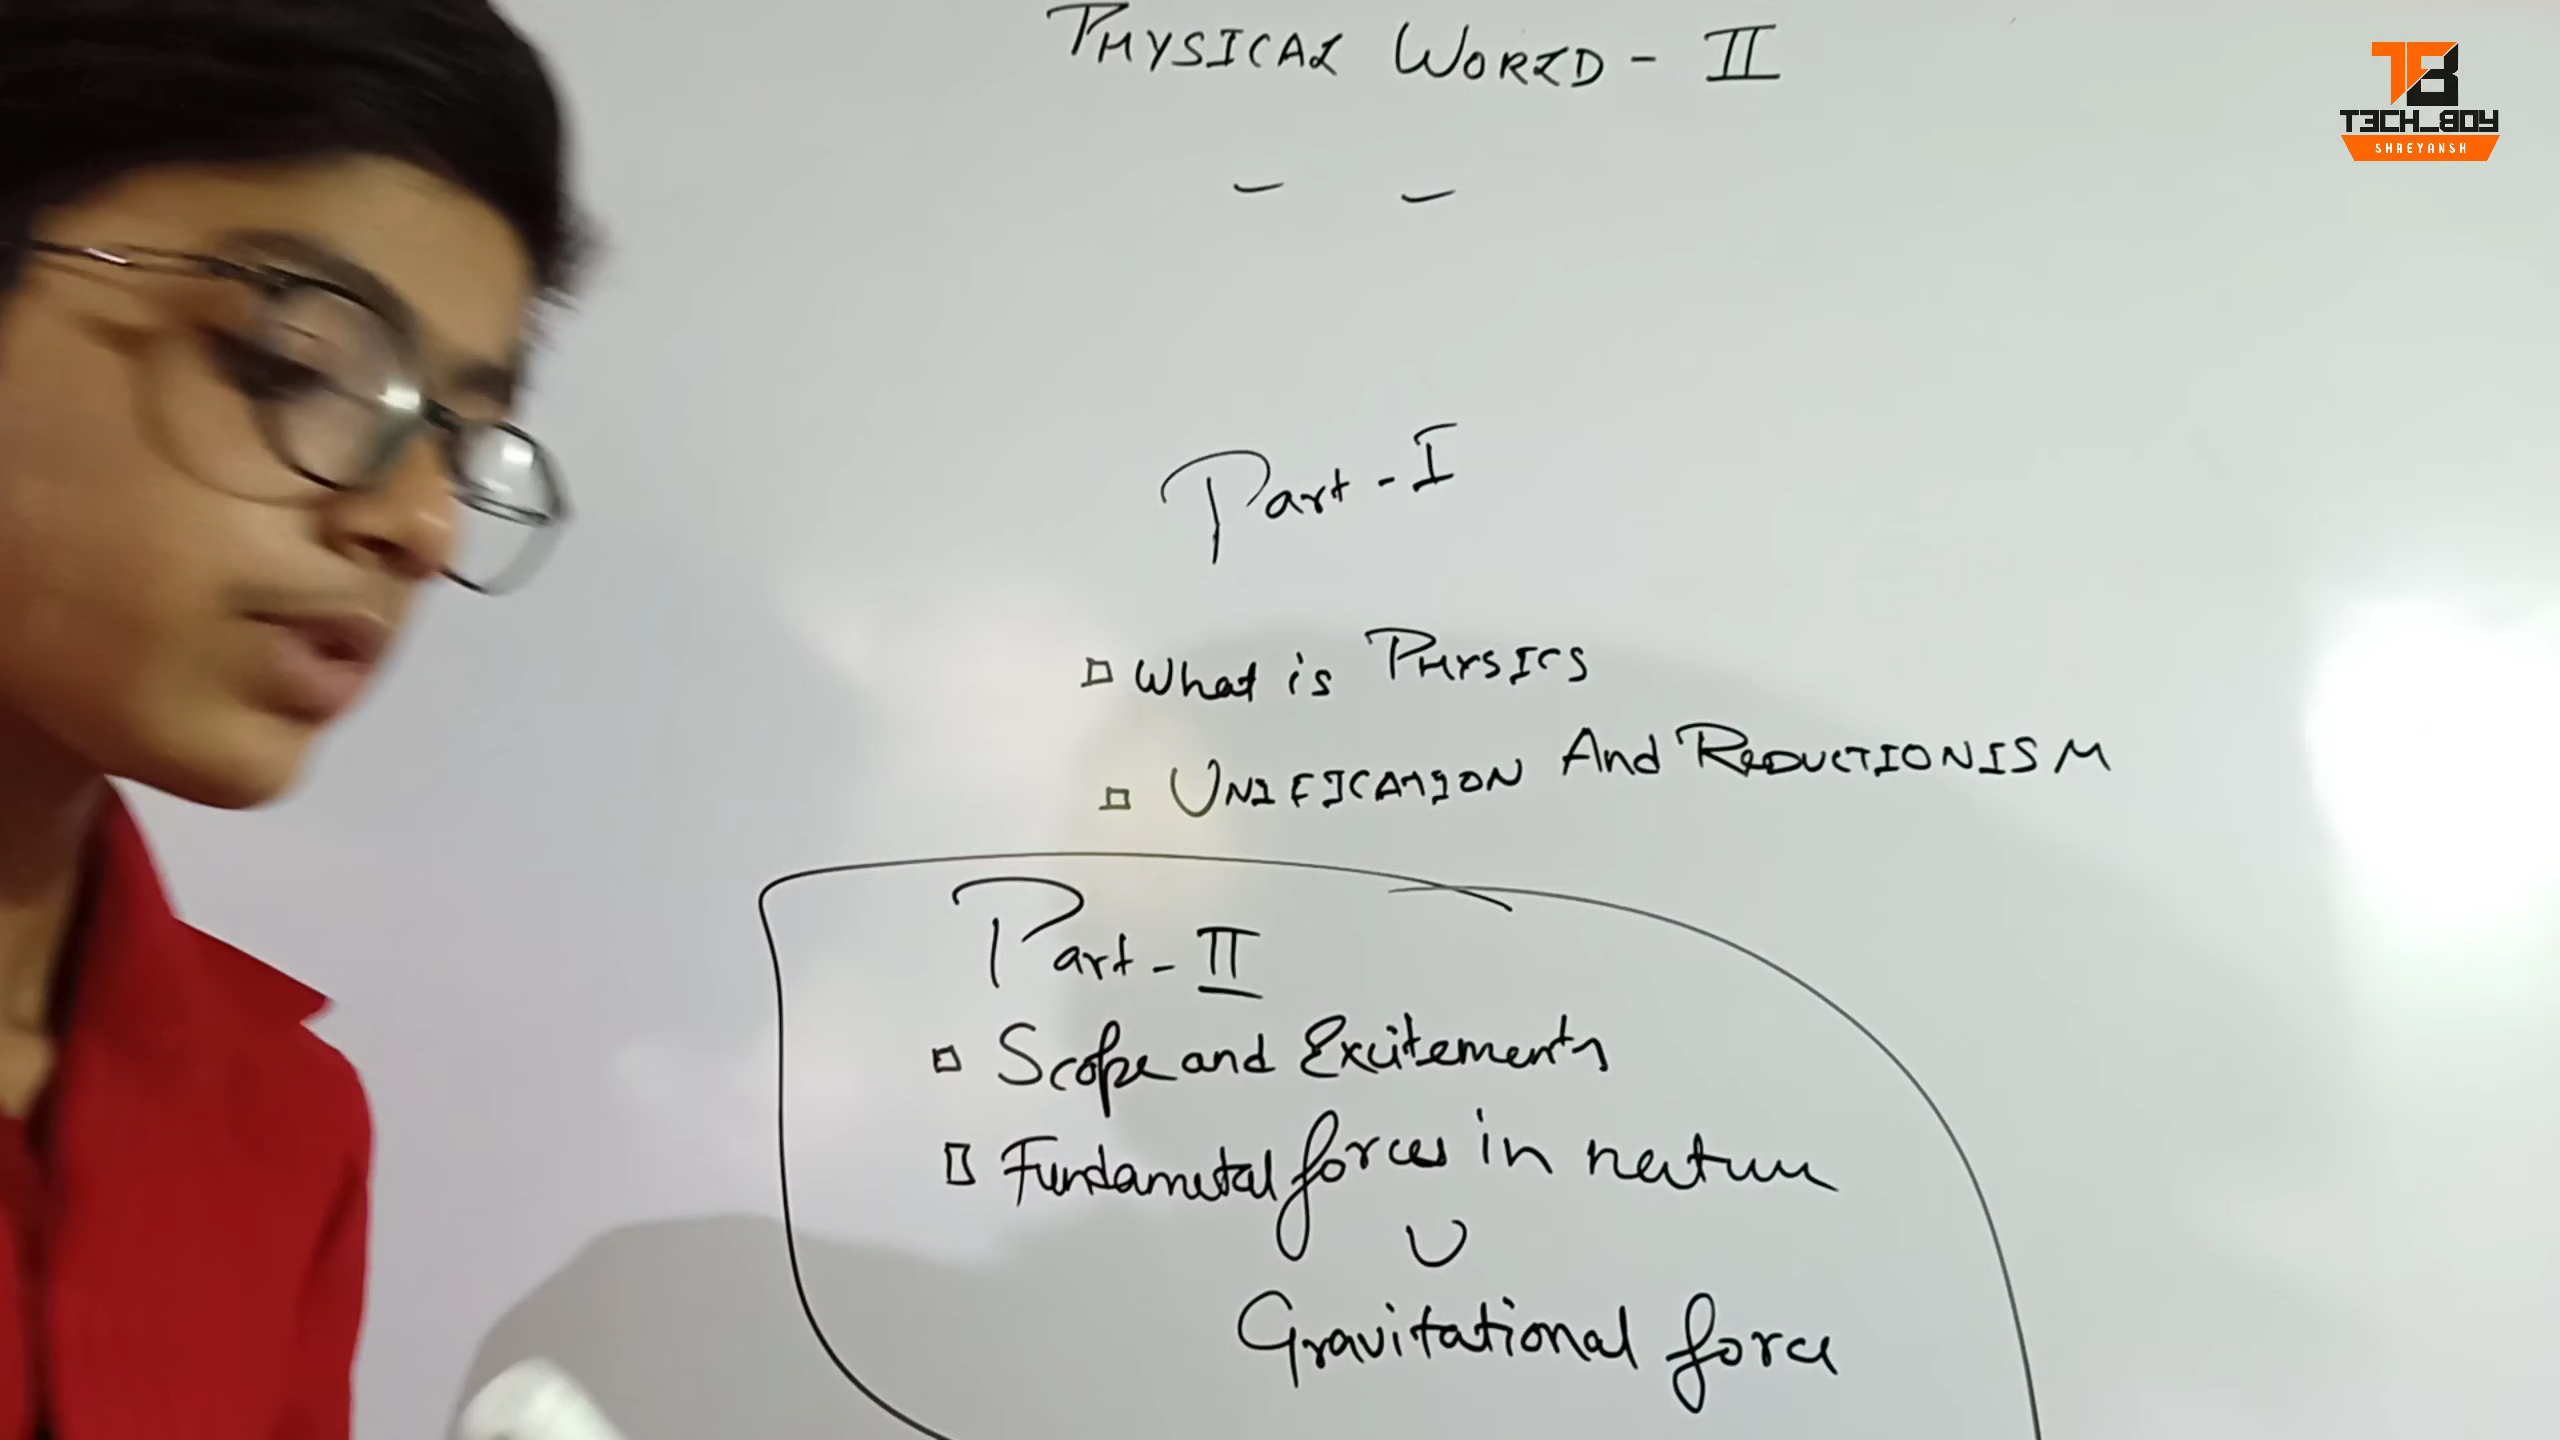 PHYSICAL WORLD - II
TECH_BOY
SHREYANSH
Part - I
What is PHYSICS
UNIFICATION And REDUCTIONISM
Part - II
Scope and Excitements
Fundametal forces in nature
Gravitational force